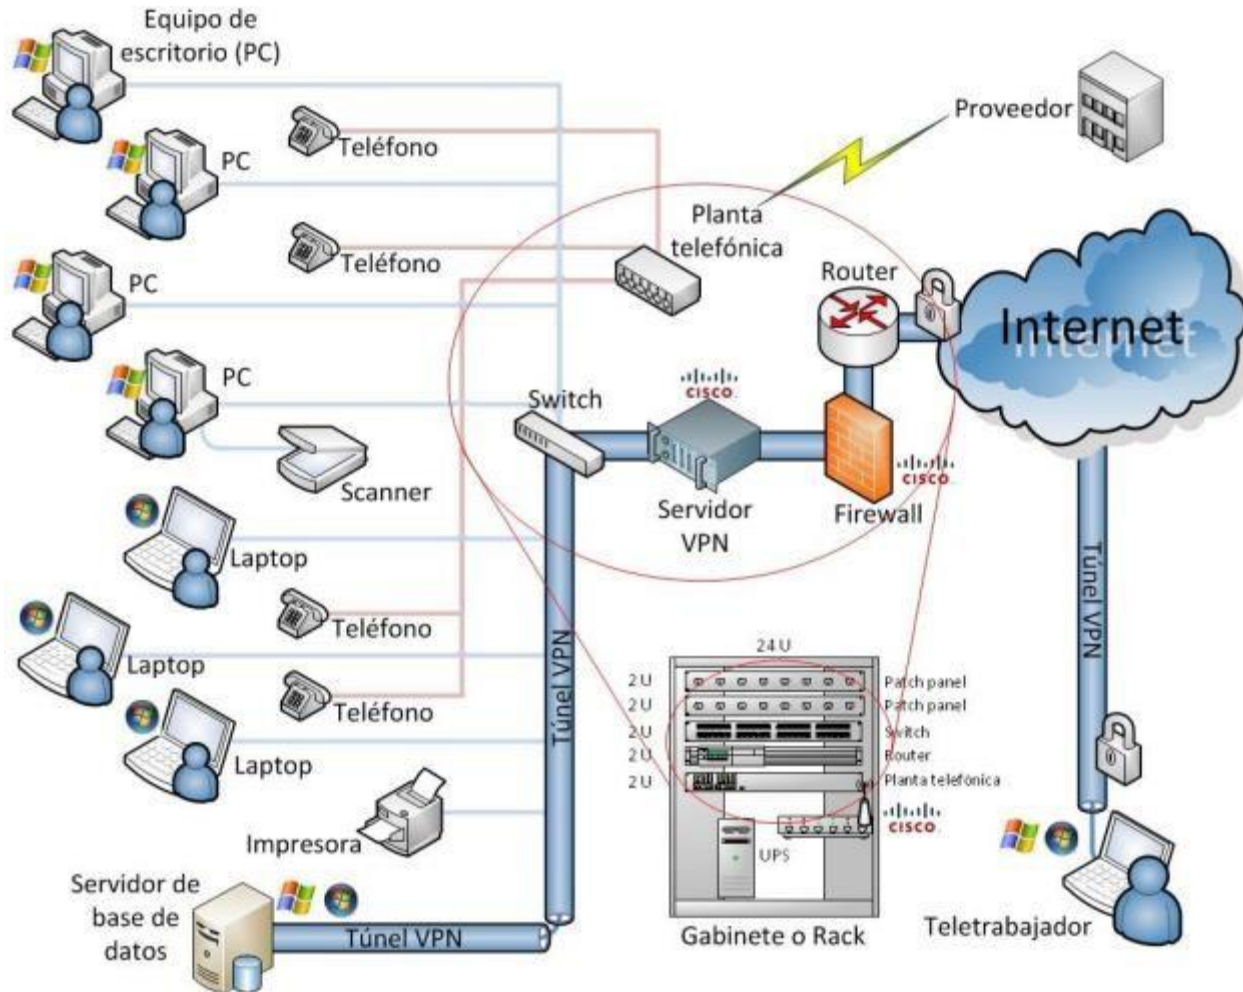 Equipo de
escritorio (PC)
Proveedor
Teléfono
PC
Planta
telefónica
Teléfono
Router
PC
Internet
Internet
PC
Switch
CISCO
Scanner
CISCO
Servidor
VPN
Firewall
Laptop
Túnel VPN
Túnel VPN
Teléfono
24 U
Laptop
2 U
Patch panel
Teléfono
2 U
Patch panel
2 U
Switch
Laptop
2 U
Router
2 U
Planta telefónica
CISCO
Impresora
UPS
Servidor de
base de
datos
Túnel VPN
Gabinete o Rack
Teletrabajador